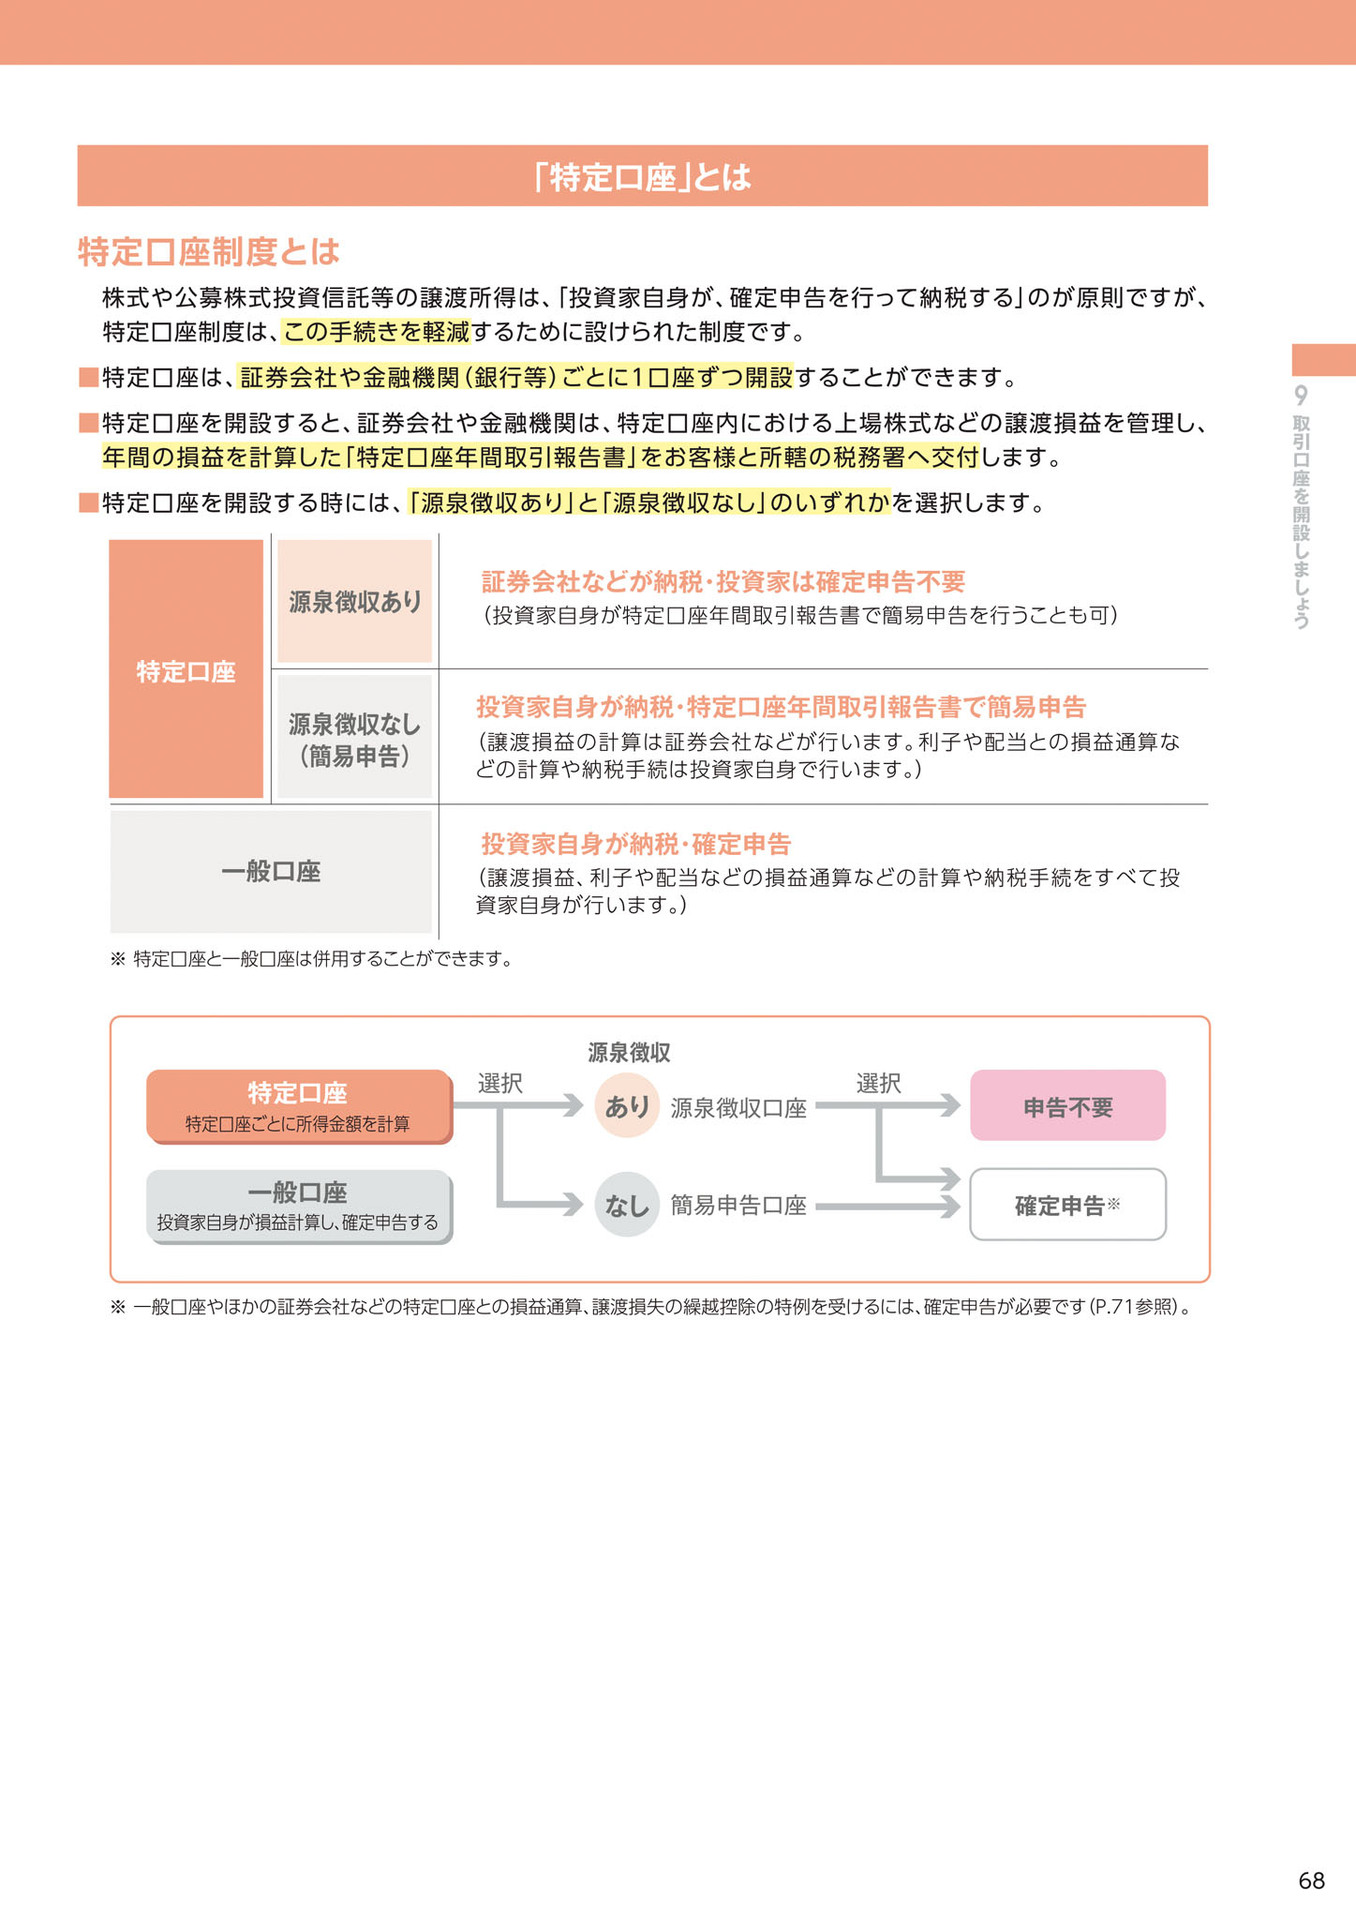 「特定口座」とは
特定口座制度とは
株式や公募株式投資信託等の譲渡所得は、「投資家自身が、確定申告を行って納税する」のが原則ですが、
特定口座制度は、この手続きを軽減するために設けられた制度です。
■特定口座は、証券会社や金融機関（銀行等）ごとに1口座ずつ開設することができます。
■特定口座を開設すると、証券会社や金融機関は、特定口座内における上場株式などの譲渡損益を管理し、
年間の損益を計算した「特定口座年間取引報告書」をお客様と所轄の税務署へ交付します。
■特定口座を開設する時には、「源泉徴収あり」と「源泉徴収なし」のいずれかを選択します。
特定口座
源泉徴収あり
証券会社などが納税・投資家は確定申告不要
（投資家自身が特定口座年間取引報告書で簡易申告を行うことも可）
源泉徴収なし
（簡易申告）
投資家自身が納税・特定口座年間取引報告書で簡易申告
（譲渡損益の計算は証券会社などが行います。利子や配当との損益通算な
どの計算や納税手続は投資家自身で行います。）
一般口座
投資家自身が納税・確定申告
（譲渡損益、利子や配当などの損益通算などの計算や納税手続をすべて投
資家自身が行います。）
※ 特定口座と一般口座は併用することができます。
特定口座
特定口座ごとに所得金額を計算
一般口座
投資家自身が損益計算し、確定申告する
選択
源泉徴収
あり
源泉徴収口座
なし
簡易申告口座
選択
申告不要
確定申告※
※ 一般口座やほかの証券会社などの特定口座との損益通算、譲渡損失の繰越控除の特例を受けるには、確定申告が必要です（P.71参照）。
9 取引口座を開設しましょう
68